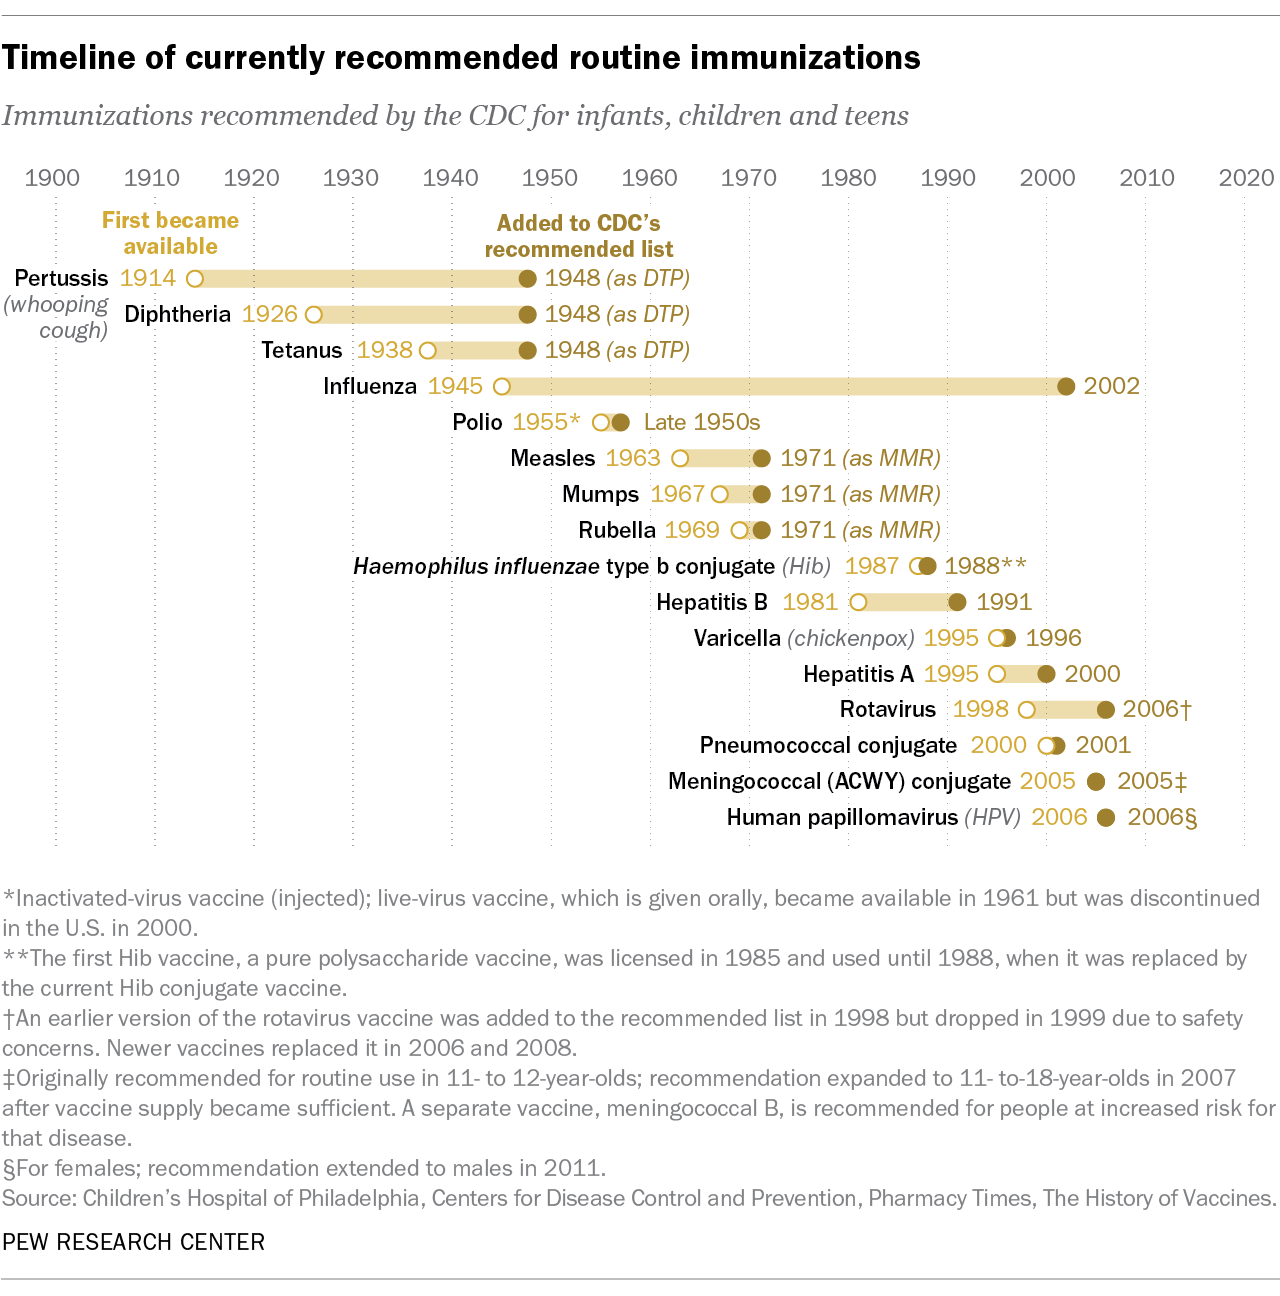 Timeline of currently recommended routine immunizations
Immunizations recommended by the CDC for infants, children and teens
1900 1910 1920 1930 1940 1950 1960 1970 1980 1990 2000 2010 2020
First became
available
Added to CDC's
recommended list
Pertussis 1914 1948 (as DTP)
(whooping
cough)
Diphtheria 1926 1948 (as DTP)
Tetanus 1938 1948 (as DTP)
Influenza 1945 2002
Polio 1955* Late 1950s
Measles 1963 1971 (as MMR)
Mumps 1967 1971 (as MMR)
Rubella 1969 1971 (as MMR)
Haemophilus influenzae type b conjugate (Hib) 1987 1988**
Hepatitis B 1981 1991
Varicella (chickenpox) 1995 1996
Hepatitis A 1995 2000
Rotavirus 1998 2006†
Pneumococcal conjugate 2000 2001
Meningococcal (ACWY) conjugate 2005 2005‡
Human papillomavirus (HPV) 2006 2006§
*Inactivated-virus vaccine (injected); live-virus vaccine, which is given orally, became available in 1961 but was discontinued
in the U.S. in 2000.
**The first Hib vaccine, a pure polysaccharide vaccine, was licensed in 1985 and used until 1988, when it was replaced by
the current Hib conjugate vaccine.
†An earlier version of the rotavirus vaccine was added to the recommended list in 1998 but dropped in 1999 due to safety
concerns. Newer vaccines replaced it in 2006 and 2008.
‡Originally recommended for routine use in 11- to 12-year-olds; recommendation expanded to 11- to-18-year-olds in 2007
after vaccine supply became sufficient. A separate vaccine, meningococcal B, is recommended for people at increased risk for
that disease.
§For females; recommendation extended to males in 2011.
Source: Children's Hospital of Philadelphia, Centers for Disease Control and Prevention, Pharmacy Times, The History of Vaccines.
PEW RESEARCH CENTER